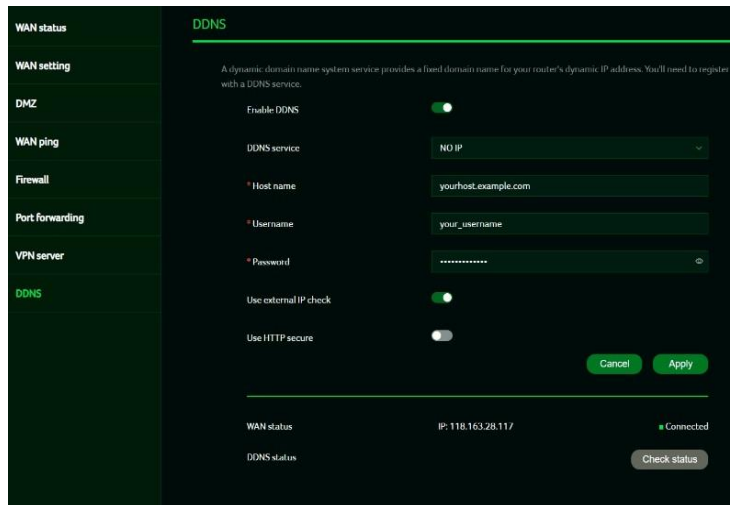 WAN status
WAN setting
DMZ
WAN ping
Firewall
Port forwarding
VPN server
DDNS
DDNS
A dynamic domain name system service provides a fixed domain name for your router's dynamic IP address. You'll need to register
with a DDNS service.
Enable DDNS
DDNS service NO IP
* Host name yourhost.example.com
* Username your_username
* Password •••••••••••••
Use external IP check
Use HTTP secure
Cancel Apply
WAN status IP: 118.163.28.117 Connected
DDNS status Check status